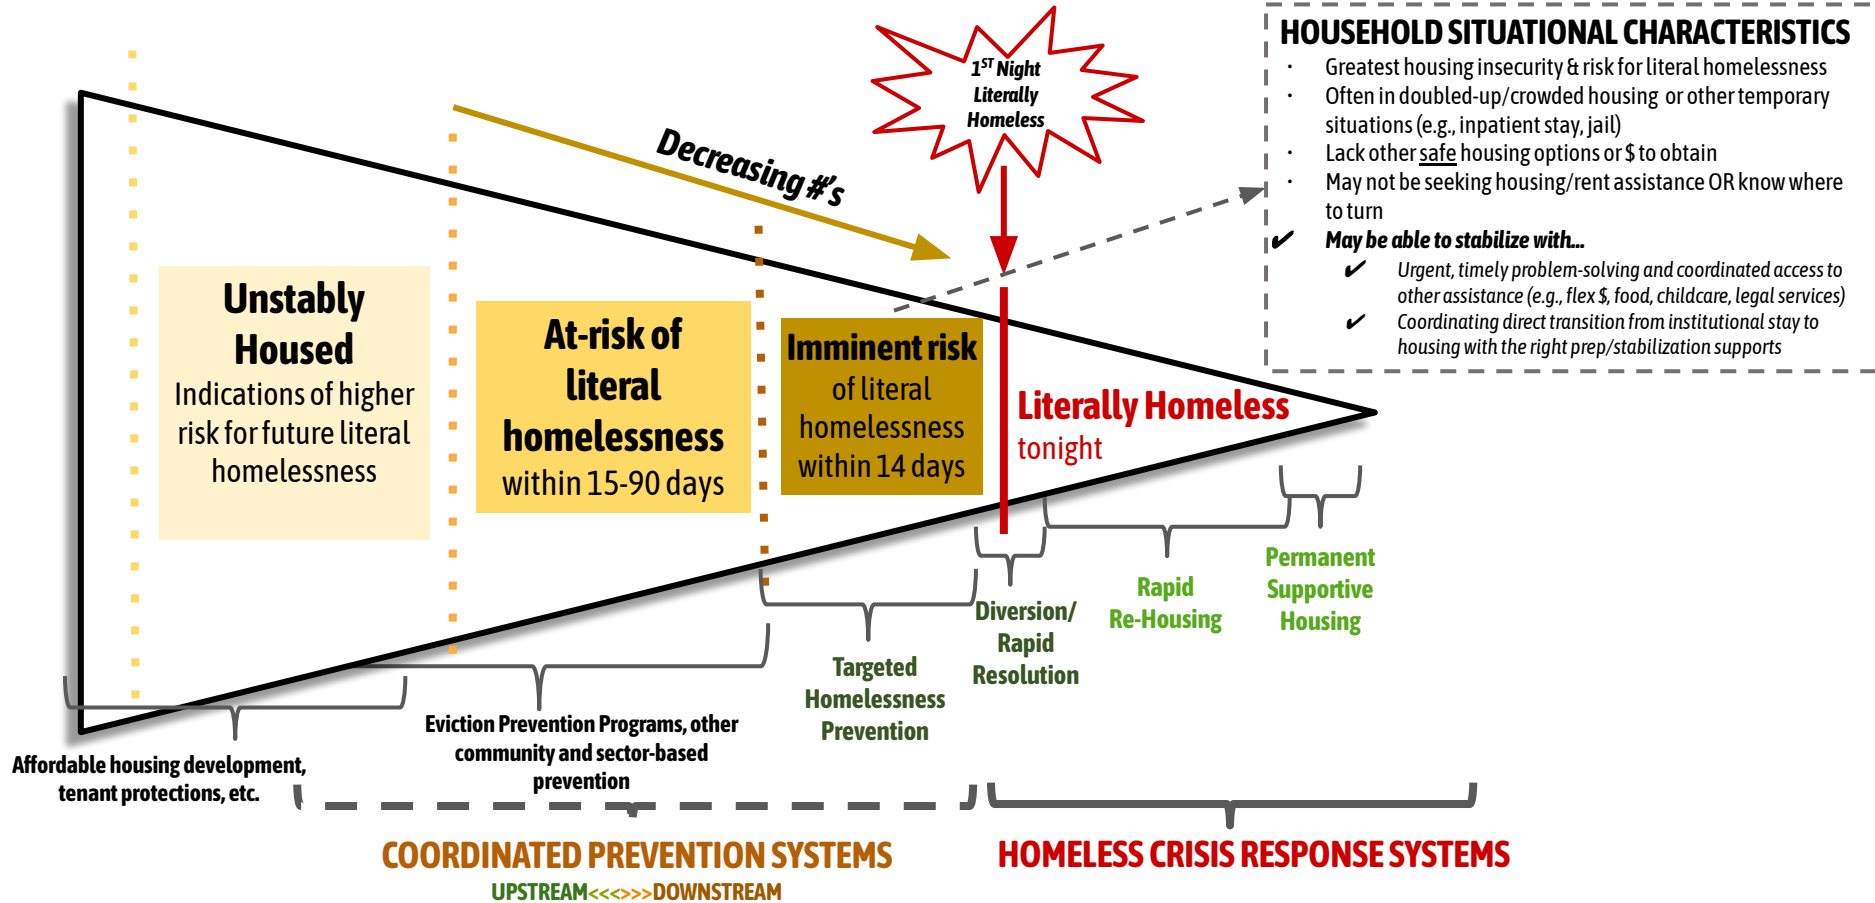 1ST Night
Literally
Homeless
HOUSEHOLD SITUATIONAL CHARACTERISTICS
· Greatest housing insecurity & risk for literal homelessness
· Often in doubled-up/crowded housing or other temporary
situations (e.g., inpatient stay, jail)
· Lack other safe housing options or $ to obtain
· May not be seeking housing/rent assistance OR know where
to turn
✔ May be able to stabilize with...
✔ Urgent, timely problem-solving and coordinated access to
other assistance (e.g., flex $, food, childcare, legal services)
✔ Coordinating direct transition from institutional stay to
housing with the right prep/stabilization supports
Decreasing #'s
Unstably
Housed
Indications of higher
risk for future literal
homelessness
At-risk of
literal
homelessness
within 15-90 days
Imminent risk
of literal
homelessness
within 14 days
Literally Homeless
tonight
Affordable housing development,
tenant protections, etc.
Eviction Prevention Programs, other
community and sector-based
prevention
Targeted
Homelessness
Prevention
Diversion/
Rapid
Resolution
Rapid
Re-Housing
Permanent
Supportive
Housing
COORDINATED PREVENTION SYSTEMS
UPSTREAM<<<>>>DOWNSTREAM
HOMELESS CRISIS RESPONSE SYSTEMS